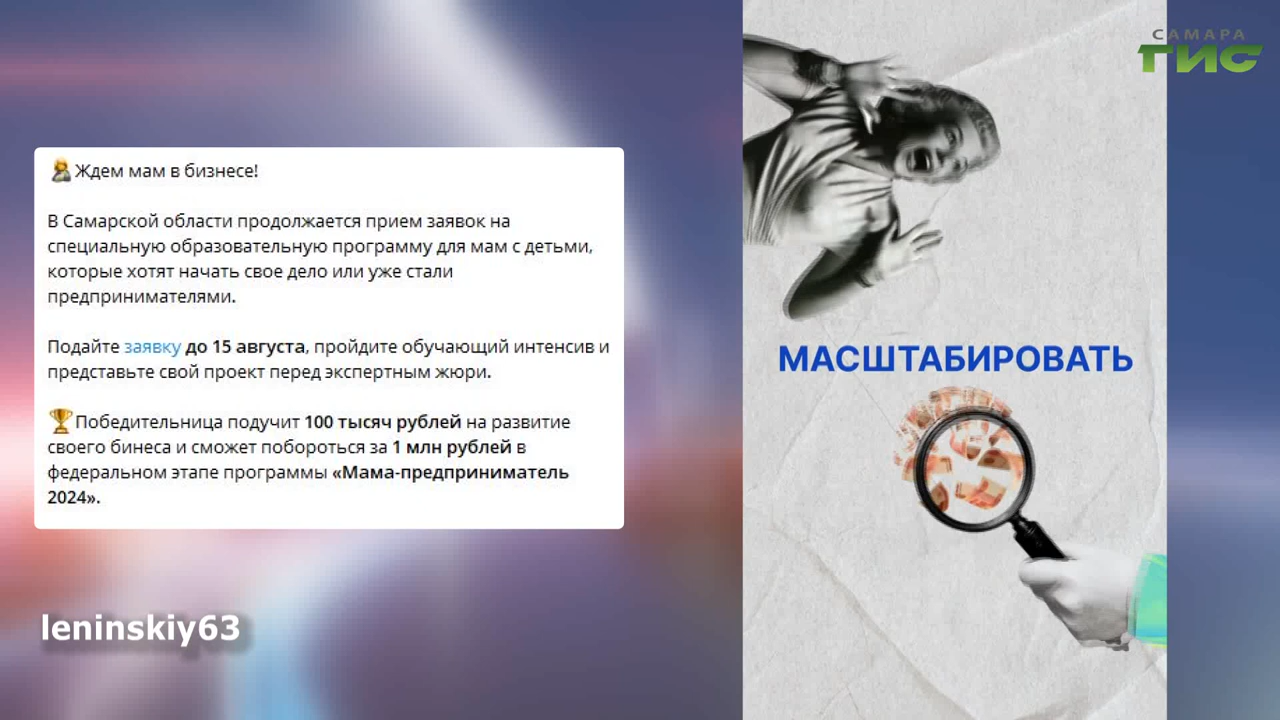 Ждем мам в бизнесе!
В Самарской области продолжается прием заявок на
специальную образовательную программу для мам с детьми,
которые хотят начать свое дело или уже стали
предпринимателями.
Подайте заявку до 15 августа, пройдите обучающий интенсив и
представьте свой проект перед экспертным жюри.
Победительница подучит 100 тысяч рублей на развитие
своего бинеса и сможет побороться за 1 млн рублей в
федеральном этапе программы «Мама-предприниматель
2024».
leninskiy63
САМАРА
ГИС
МАСШТАБИРОВАТЬ